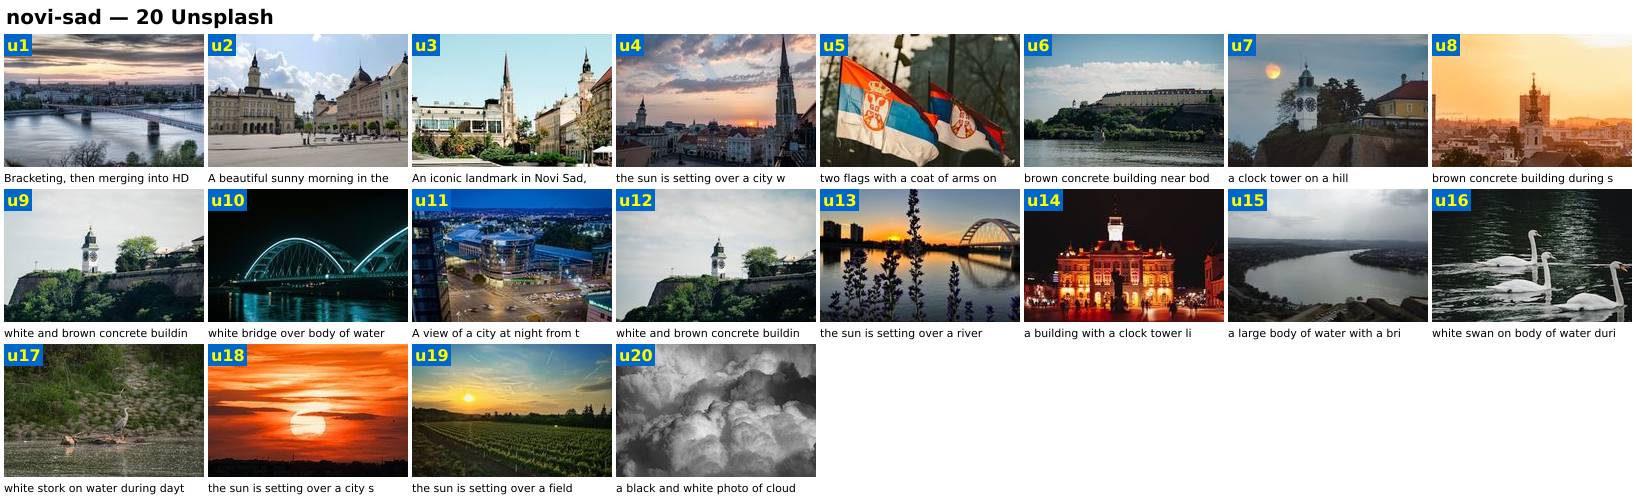 novi-sad — 20 Unsplash
u1
u2
u3
u4
u5
u6
u7
u8
Bracketing, then merging into HD
A beautiful sunny morning in the
An iconic landmark in Novi Sad,
the sun is setting over a city w
two flags with a coat of arms on
brown concrete building near bod
a clock tower on a hill
brown concrete building during s
u9
u10
u11
u12
u13
u14
u15
u16
white and brown concrete buildin
white bridge over body of water
A view of a city at night from t
white and brown concrete buildin
the sun is setting over a river
a building with a clock tower li
a large body of water with a bri
white swan on body of water duri
u17
u18
u19
u20
white stork on water during dayt
the sun is setting over a city s
the sun is setting over a field
a black and white photo of cloud